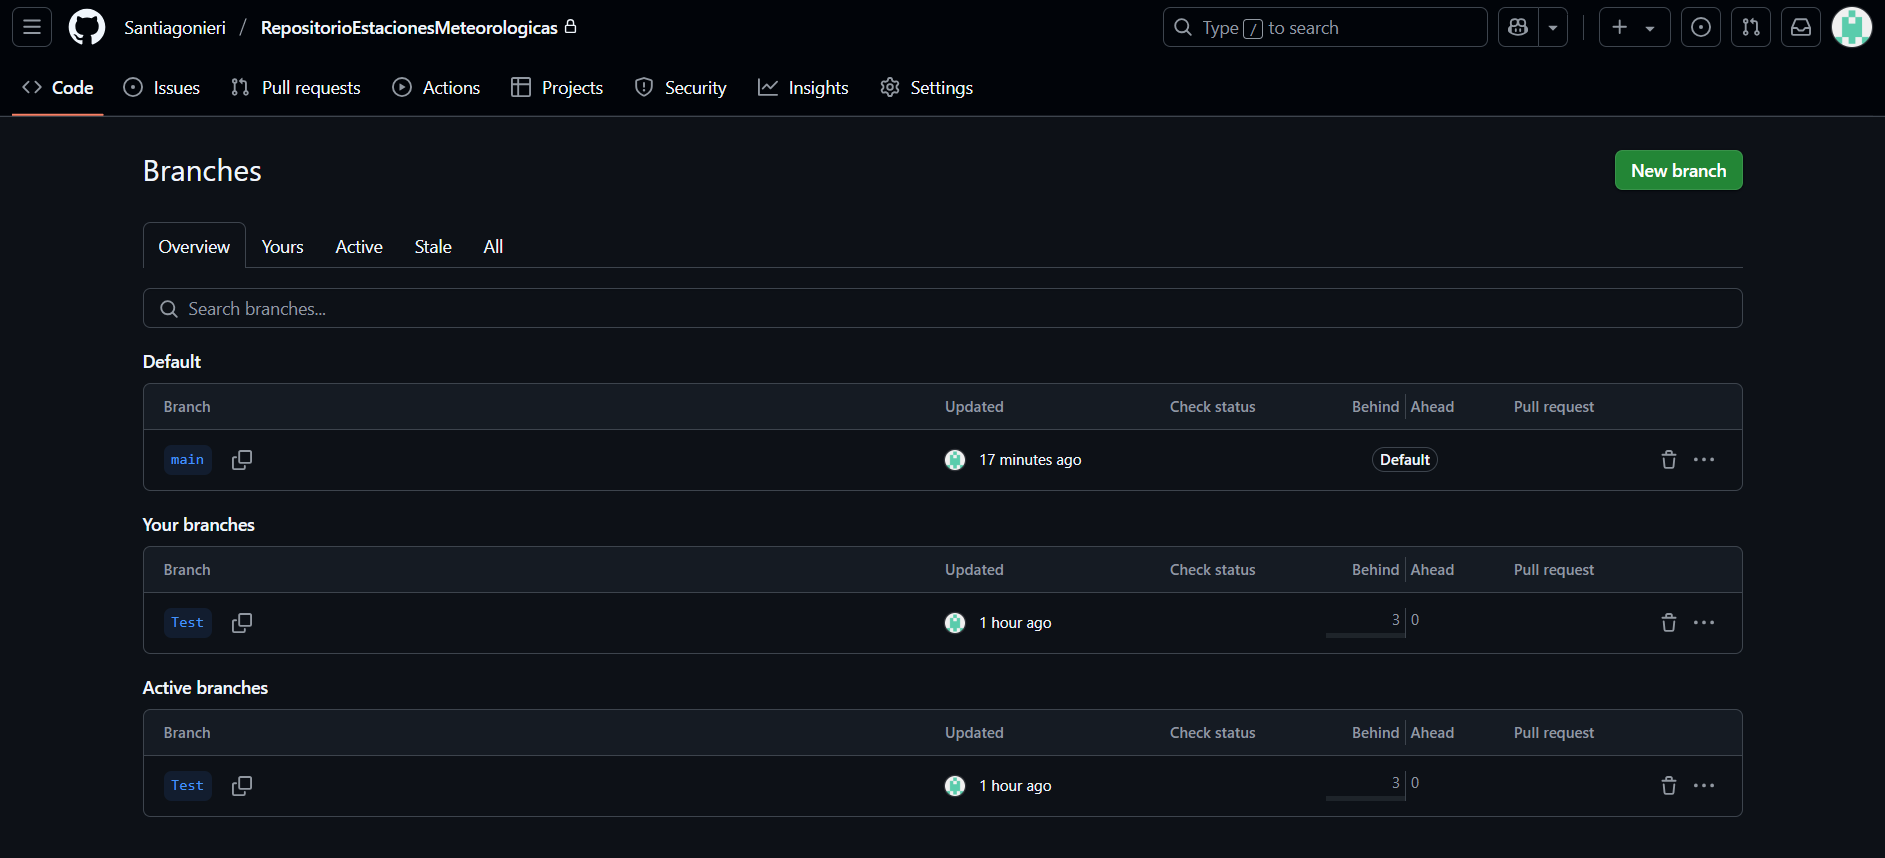 Santiagonieri / RepositorioEstacionesMeteorologicas
Type / to search
Code Issues Pull requests Actions Projects Security Insights Settings
Branches
New branch
Overview Yours Active Stale All
Search branches...
Default
Branch Updated Check status Behind Ahead Pull request
main 17 minutes ago Default
Your branches
Branch Updated Check status Behind Ahead Pull request
Test 1 hour ago 3 0
Active branches
Branch Updated Check status Behind Ahead Pull request
Test 1 hour ago 3 0